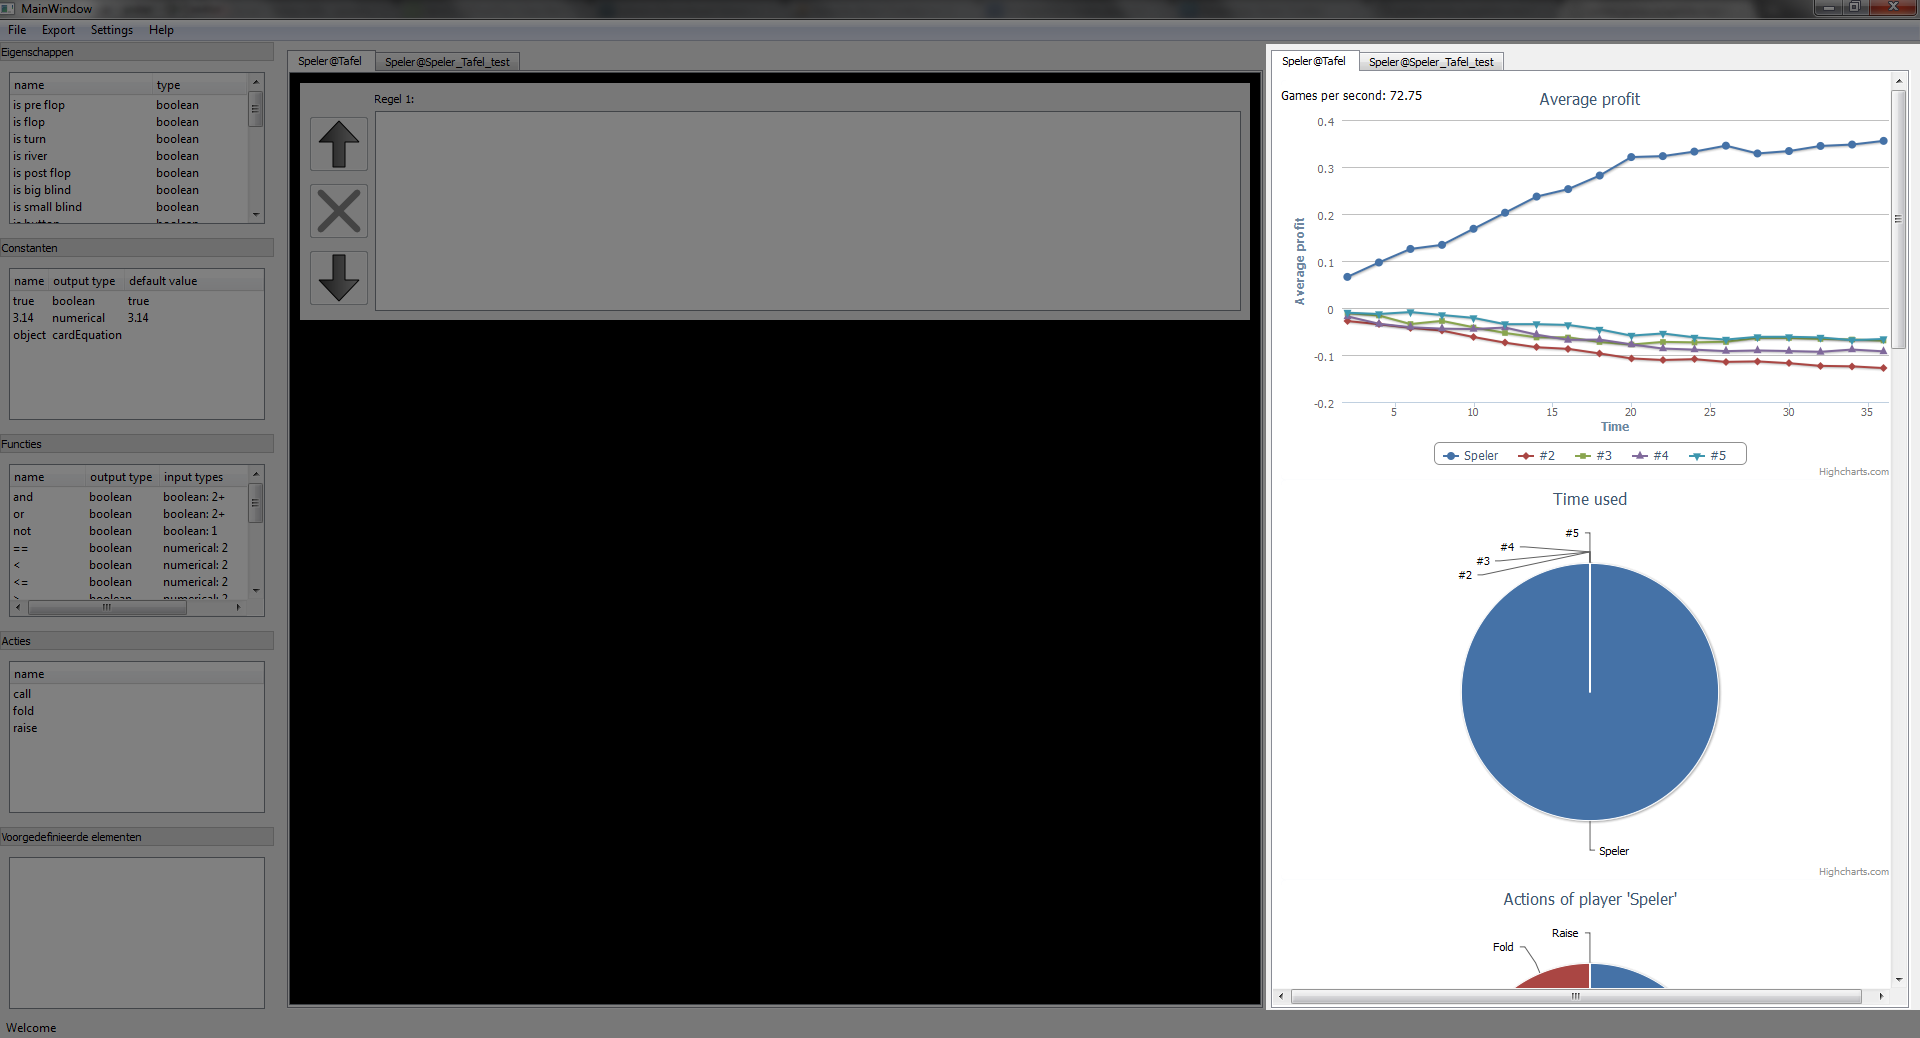 MainWindow
File Export Settings Help
Eigenschappen
name type
is pre flop boolean
is flop boolean
is turn boolean
is river boolean
is post flop boolean
is big blind boolean
is small blind boolean
is button boolean
Constanten
name output type default value
true boolean true
3.14 numerical 3.14
object cardEquation
Functies
name output type input types
and boolean boolean: 2+
or boolean boolean: 2+
not boolean boolean: 1
== boolean numerical: 2
< boolean numerical: 2
<= boolean numerical: 2
> boolean numerical: 2
Acties
name
call
fold
raise
Voorgedefinieerde elementen
Welcome
Speler@Tafel Speler@Speler_Tafel_test
Regel 1:
Speler@Tafel Speler@Speler_Tafel_test
Games per second: 72.75
Average profit
0.4
0.3
0.2
0.1
0
-0.1
-0.2
Average profit
5 10 15 20 25 30 35
Time
Speler #2 #3 #4 #5
Highcharts.com
Time used
#5
#4
#3
#2
Speler
Highcharts.com
Actions of player 'Speler'
Raise
Fold